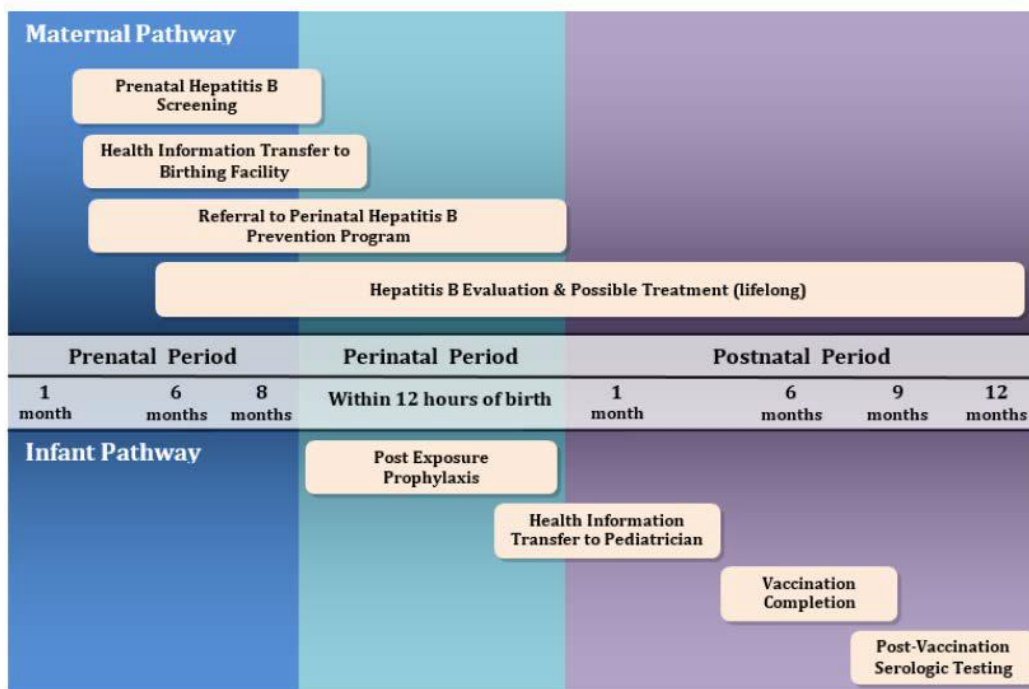 Maternal Pathway
Prenatal Hepatitis B
Screening
Health Information Transfer to
Birthing Facility
Referral to Perinatal Hepatitis B
Prevention Program
Hepatitis B Evaluation & Possible Treatment (lifelong)
Prenatal Period
Perinatal Period
Postnatal Period
1
month
6
months
8
months
Within 12 hours of birth
1
month
6
months
9
months
12
months
Infant Pathway
Post Exposure
Prophylaxis
Health Information
Transfer to Pediatrician
Vaccination
Completion
Post-Vaccination
Serologic Testing